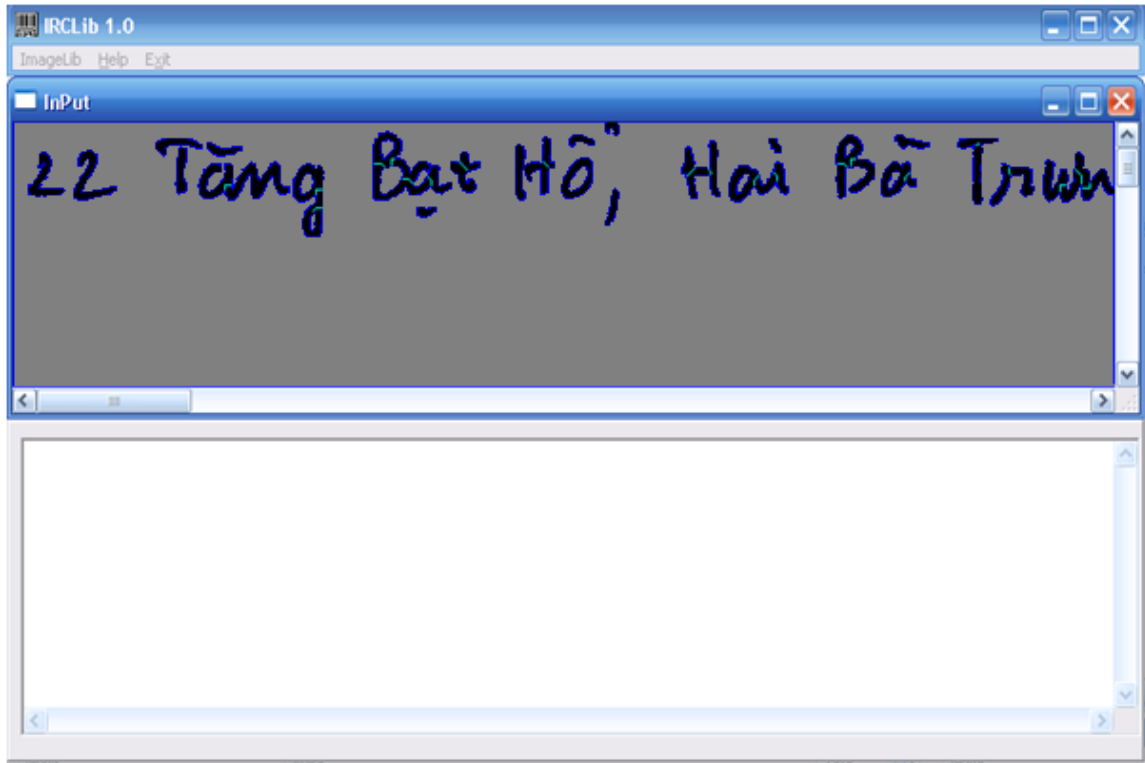 IRCLib 1.0
ImageLib Help Exit
InPut
22 Tăng Bạt Hổ, Hai Bà Trưn